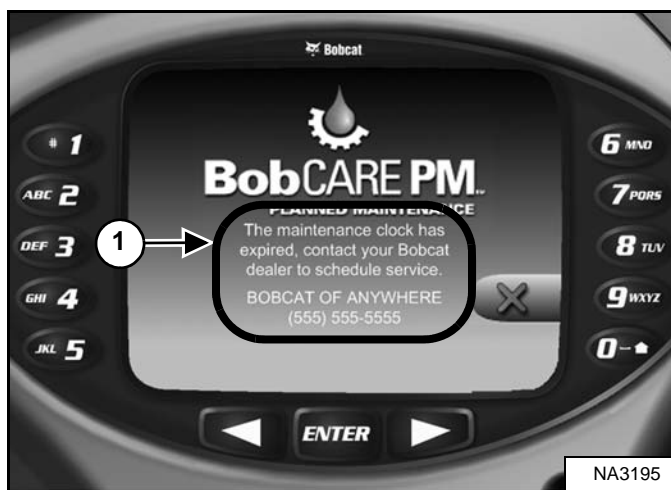 Bobcat
# 1
ABC 2
DEF 3
GHI 4
JKL 5
6 MNO
7 PQRS
8 TUV
9 WXYZ
0
BobCARE PM™
PLANNED MAINTENANCE
The maintenance clock has
expired, contact your Bobcat
dealer to schedule service.
BOBCAT OF ANYWHERE
(555) 555-5555
1
ENTER
NA3195